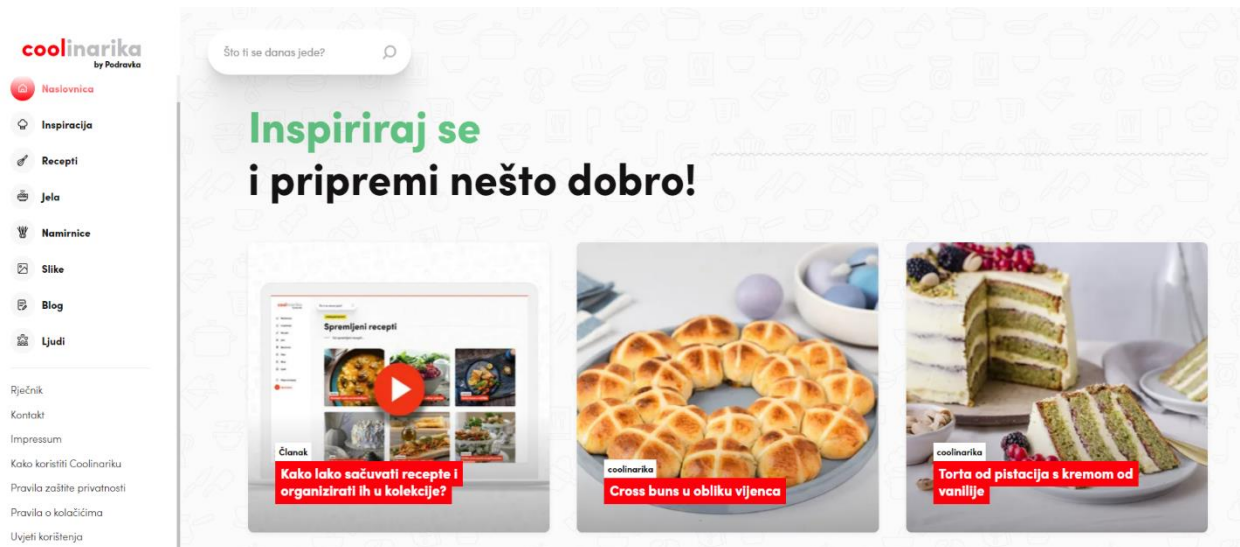 coolinarika
by Podravka
Naslovnica
Inspiracija
Recepti
Jela
Namirnice
Slike
Blog
Ljudi
Rječnik
Kontakt
Impressum
Kako koristiti Coolinariku
Pravila zaštite privatnosti
Pravila o kolačićima
Uvjeti korištenja
Što ti se danas jede?
Inspiriraj se
i pripremi nešto dobro!
Spremljeni recepti
Članak
Kako lako sačuvati recepte i
organizirati ih u kolekcije?
coolinarika
Cross buns u obliku vijenca
coolinarika
Torta od pistacija s kremom od
vanilije